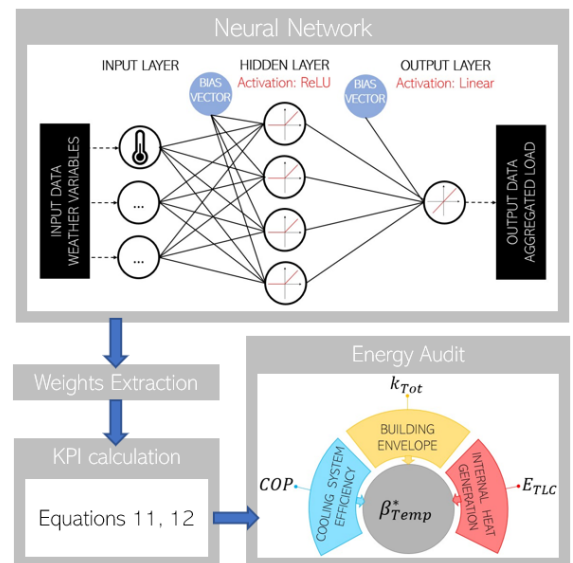 Neural Network
INPUT LAYER
HIDDEN LAYER
Activation: ReLU
OUTPUT LAYER
Activation: Linear
BIAS
VECTOR
BIAS
VECTOR
INPUT DATA
WEATHER VARIABLES
...
...
OUTPUT DATA
AGGREGATED LOAD
Weights Extraction
KPI calculation
Equations 11, 12
Energy Audit
k_Tot
BUILDING
ENVELOPE
COP
COOLING SYSTEM
EFFICIENCY
INTERNAL HEAT
GENERATION
E_TLC
β*_Temp